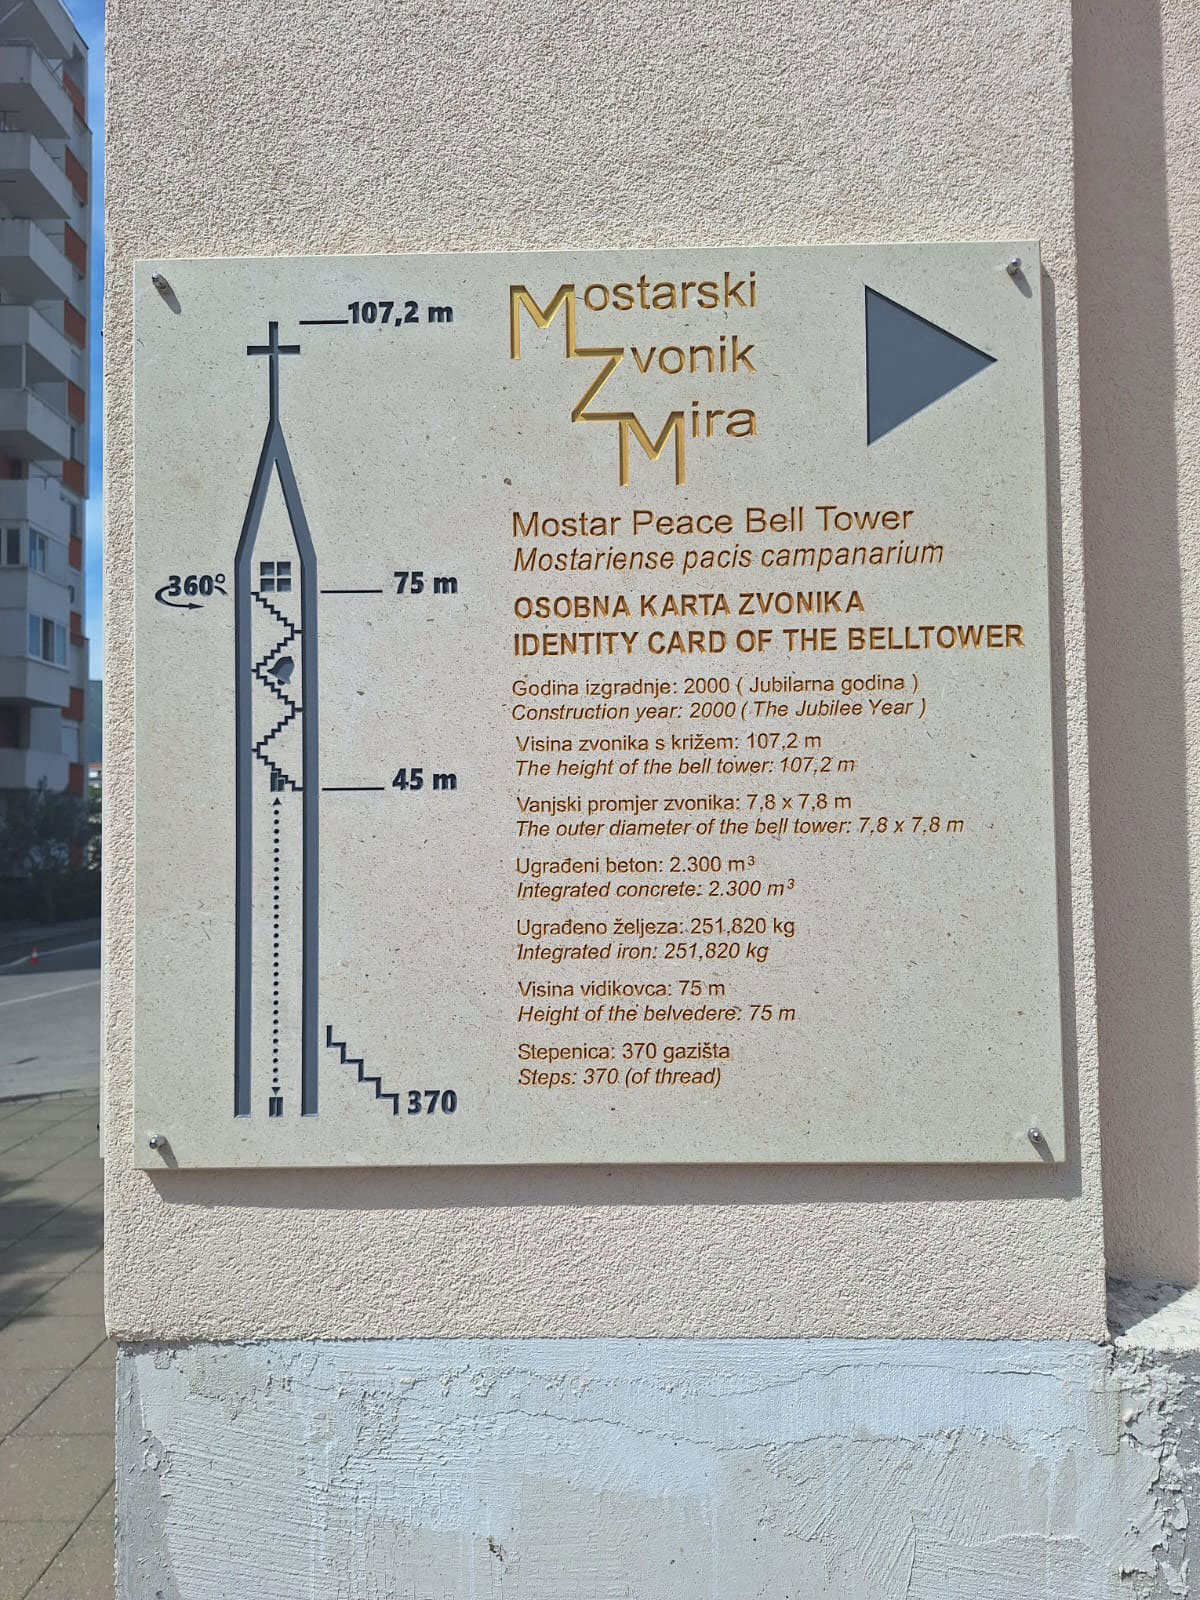 107,2 m
Mostarski
Zvonik
Mira
Mostar Peace Bell Tower
Mostariense pacis campanarium
360°
75 m
OSOBNA KARTA ZVONIKA
IDENTITY CARD OF THE BELLTOWER
Godina izgradnje: 2000 ( Jubilarna godina )
Construction year: 2000 ( The Jubilee Year )
Visina zvonika s križem: 107,2 m
The height of the bell tower: 107,2 m
45 m
Vanjski promjer zvonika: 7,8 x 7,8 m
The outer diameter of the bell tower: 7,8 x 7,8 m
Ugrađeni beton: 2.300 m³
Integrated concrete: 2.300 m³
Ugrađeno željeza: 251,820 kg
Integrated iron: 251,820 kg
Visina vidikovca: 75 m
Height of the belvedere: 75 m
Stepenica: 370 gazišta
Steps: 370 (of thread)
370